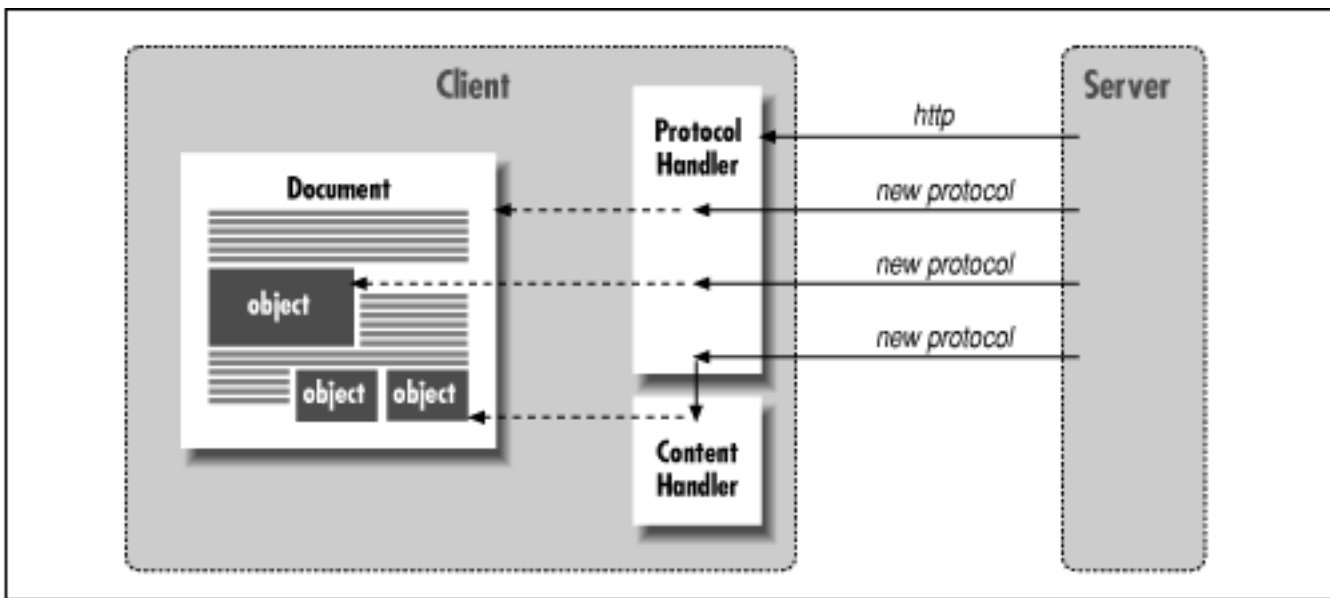 Client
Server
Protocol
Handler
http
Document
new protocol
object
new protocol
new protocol
object
object
Content
Handler